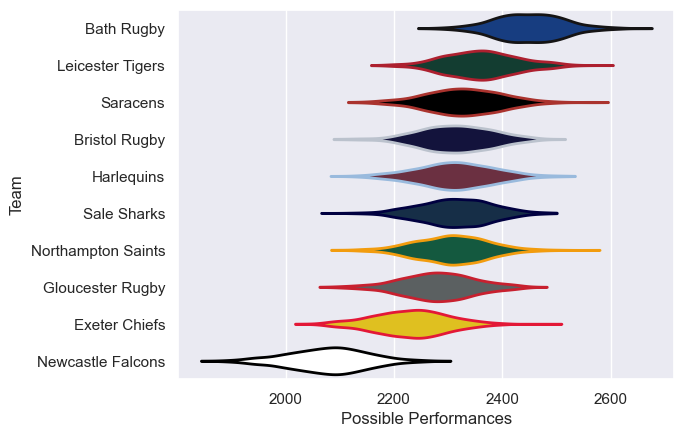 Bath Rugby
Leicester Tigers
Saracens
Bristol Rugby
Harlequins
Sale Sharks
Northampton Saints
Gloucester Rugby
Exeter Chiefs
Newcastle Falcons
Team
2000 2200 2400 2600
Possible Performances